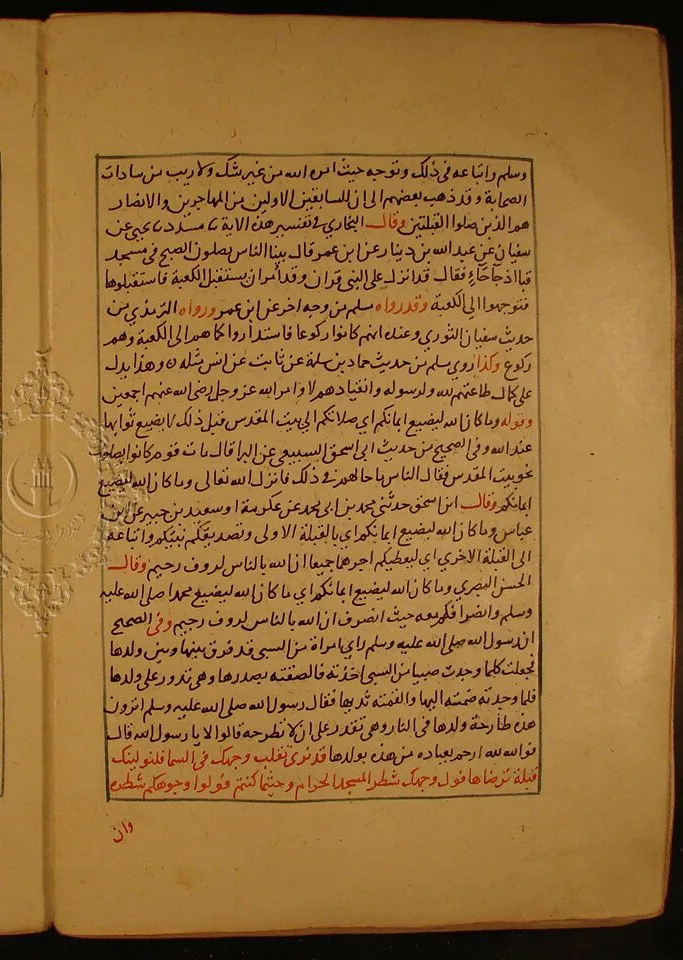 وسلم واتباعه في ذلك وتوجه حيث امر الله من غير شك ولا ريب من سادات
الصحابة وقد ذهب بعضهم الى ان السابقين الاولين من المهاجرين والانصار
هم الذين صلوا القبلتين وقال البخاري في تفسير هذه الاية ثنا مسدد ثنا يحيى عن
سفيان عن عبد الله بن دينار عن ابن عمر قال بينا الناس يصلون الصبح في مسجد
قبا اذ جآ جاء فقال قد انزل على النبي قران وقد أمر ان يستقبل الكعبة فاستقبلوها
فتوجهوا الى الكعبة وقد رواه مسلم من وجه اخر عن ابن عمر ورواه الترمذي من
حديث سفيان الثوري وعنده انهم كانوا ركوعا فاستداروا كما هم الى الكعبة وهم
ركوع وكذا روي مسلم من حديث حماد بن سلمة عن ثابت عن انس مثله وهذا يدل
على كمال طاعتهم لله ولرسوله وانقيادهم لاوامر الله عز وجل رضي الله عنهم اجمعين
وقوله وما كان الله ليضيع ايمانكم اي صلاتكم الى بيت المقدس قبل ذلك لا يضيع ثوابها
عند الله وفي الصحيح من حديث ابي اسحق السبيعي عن البرا قال مات قوم كانوا يصلون
نحو بيت المقدس فقال الناس ما حالهم في ذلك فانزل الله تعالى وما كان الله ليضيع
ايمانكم وقال ابن اسحق حدثني محمد بن ابي محمد عن عكرمة او سعيد بن جبير عن ابن
عباس وما كان الله ليضيع ايمانكم اي بالقبلة الاولى وتصديقكم نبيكم واتباعه
الى القبلة الاخري اي ليعطيكم اجرهما جميعا ان الله بالناس لروف رحيم وقال
الحسن البصري وما كان الله ليضيع ايمانكم اي ما كان الله ليضيع محمدا صلى الله عليه
وسلم وانصرافكم معه حيث انصرف ان الله بالناس لروف رحيم وفي الصحيح
ان رسول الله صلى الله عليه وسلم راي امراة من السبي قد فرق بينها وبين ولدها
فجعلت كلما وجدت صبيا من السبي اخذته فالصقته بصدرها وهي تدور على ولدها
فلما وجدته ضمته اليها والقمته ثديها فقال رسول الله صلى الله عليه وسلم اترون
هذه طارحة ولدها في النار وهي تقدر على ان لا تطرحه قالوا لا يا رسول الله قال
فوالله لله ارحم بعباده من هذه بولدها قد نرى تقلب وجهك في السما فلنولينك
قبلة ترضاها فول وجهك شطر المسجد الحرام وحيثما كنتم فولوا وجوهكم شطره
وان